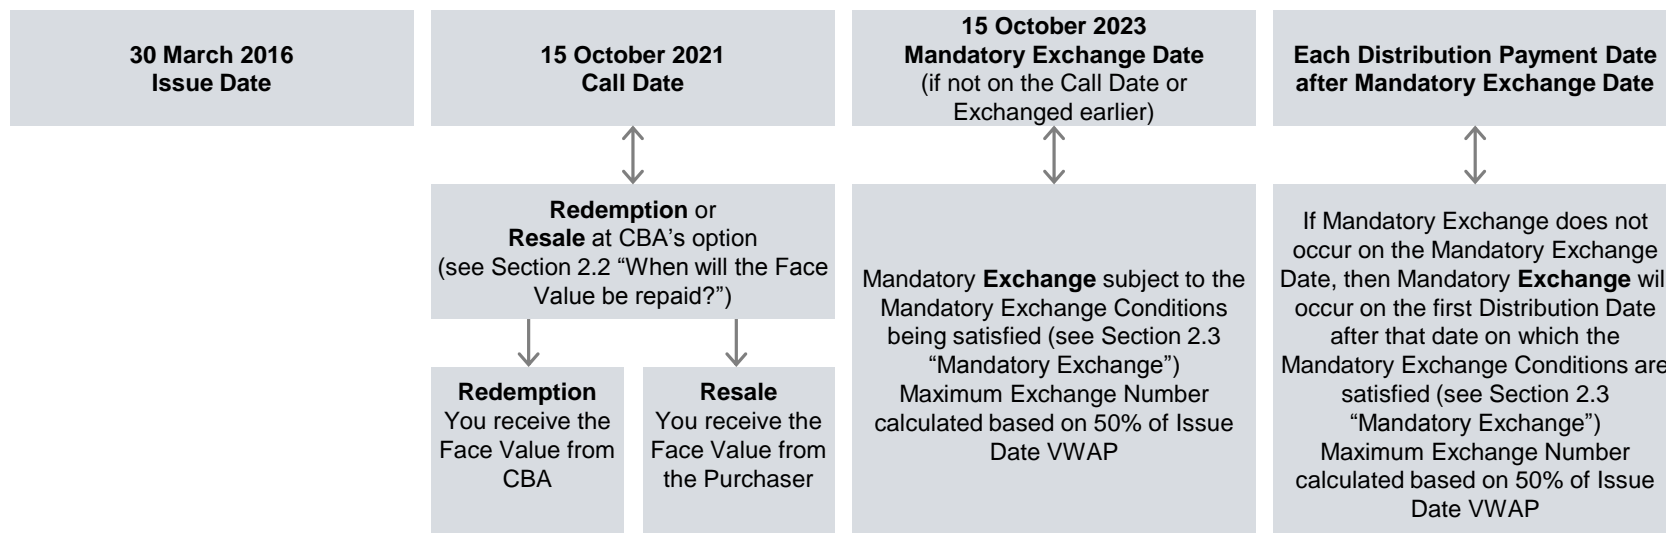 30 March 2016
Issue Date
15 October 2021
Call Date
15 October 2023
Mandatory Exchange Date
(if not on the Call Date or
Exchanged earlier)
Each Distribution Payment Date
after Mandatory Exchange Date
Redemption or
Resale at CBA's option
(see Section 2.2 “When will the Face
Value be repaid?”)
Redemption
You receive the
Face Value from
CBA
Resale
You receive the
Face Value from
the Purchaser
Mandatory Exchange subject to the
Mandatory Exchange Conditions
being satisfied (see Section 2.3
“Mandatory Exchange”)
Maximum Exchange Number
calculated based on 50% of Issue
Date VWAP
If Mandatory Exchange does not
occur on the Mandatory Exchange
Date, then Mandatory Exchange wil
occur on the first Distribution Date
after that date on which the
Mandatory Exchange Conditions are
satisfied (see Section 2.3
“Mandatory Exchange”)
Maximum Exchange Number
calculated based on 50% of Issue
Date VWAP